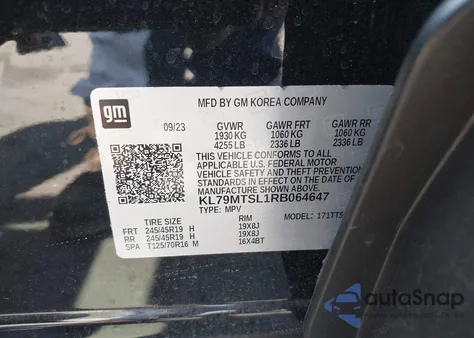 gm
MFD BY GM KOREA COMPANY
09/23 GVWR GAWR FRT GAWR RR
1930 KG 1060 KG 1060 KG
4255 LB 2336 LB 2336 LB
THIS VEHICLE CONFORMS TO ALL
APPLICABLE U.S. FEDERAL MOTOR
VEHICLE SAFETY AND THEFT
PREVENTION STANDARDS IN EFFECT
ON THE DATE OF MANUFACTURE
SHOWN ABOVE.
KL79MTSL1RB064647
TYPE: MPV MODEL: 171TT5
TIRE SIZE RIM
FRT 245/45R19 H 19X8J
RR 245/45R19 H 19X8J
SPA T125/70R16 M 16X4BT
autoSnap